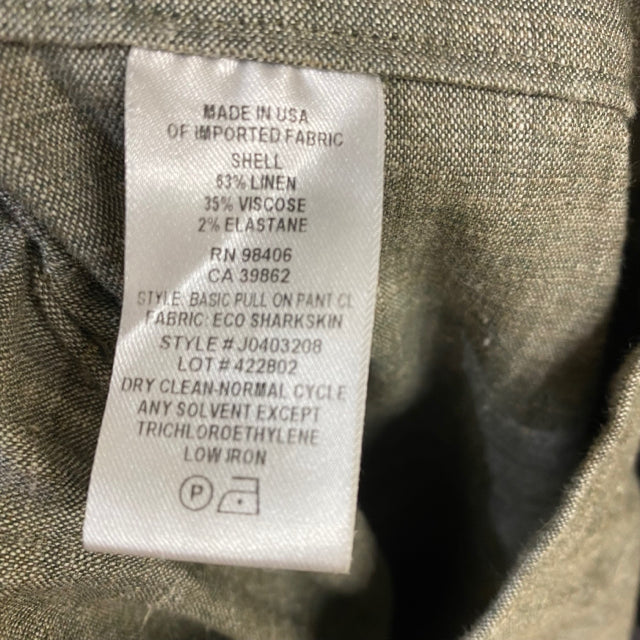 MADE IN USA
OF IMPORTED FABRIC
SHELL
63% LINEN
35% VISCOSE
2% ELASTANE
RN 98406
CA 39862
STYLE: BASIC PULL ON PANT CL
FABRIC: ECO SHARKSKIN
STYLE # J0403208
LOT # 422802
DRY CLEAN-NORMAL CYCLE
ANY SOLVENT EXCEPT
TRICHLOROETHYLENE
LOW IRON
P